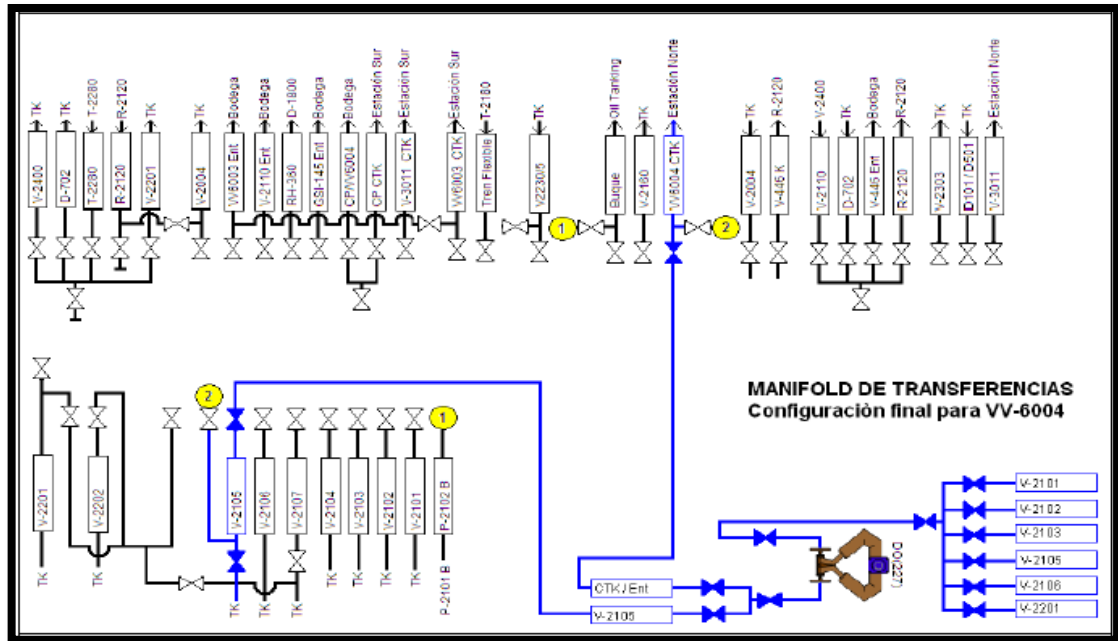 TK
TK
T-2280
R-2120
TK
TK
Bodega
Bodega
D-1800
Bodega
Bodega
Estación Sur
Estación Sur
Estación Sur
T-2180
TK
Oil Tanking
TK
Estación Norte
TK
R-2120
V-2400
TK
Bodega
R-2120
TK
TK
Estación Norte
V-2400
D-702
T-2280
R-2120
V-2201
V-2004
VV6003 Ent
V-2110 Ent
RH-360
GSI-145 Ent
CP/VV6004
CP CTK
V-3011 CTK
VV6003 CTK
Tren Flexible
V2230/5
1
Buque
V-2160
VV6004 CTK
2
V-2004
V-446 K
V-2110
D-702
V-446 Ent
R-2120
V-2303
D101 / D501
V-3011
MANIFOLD DE TRANSFERENCIAS
Configuración final para VV-6004
2
1
V-2201
V-2202
V-2105
V-2106
V-2107
V-2104
V-2103
V-2102
V-2101
P-2102 B
TK
TK
TK
TK
TK
TK
TK
TK
TK
P-2101 B
CTK / Ent
V-2105
V-2101
V-2102
V-2103
V-2105
V-2106
V-2201